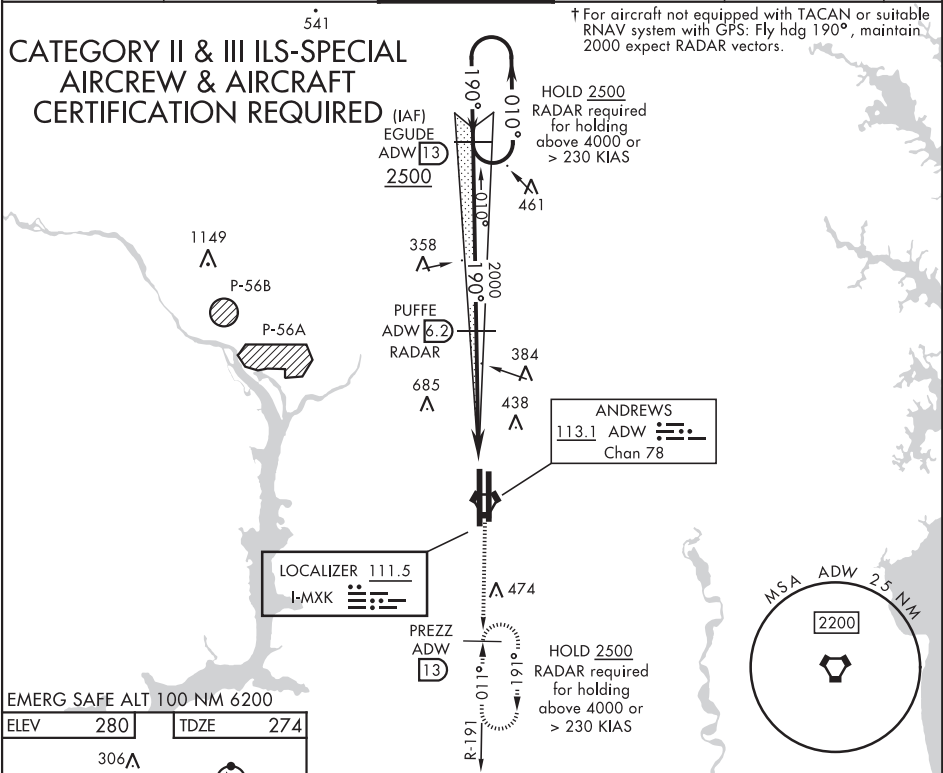 541
† For aircraft not equipped with TACAN or suitable
RNAV system with GPS: Fly hdg 190°, maintain
2000 expect RADAR vectors.
CATEGORY II & III ILS-SPECIAL
AIRCREW & AIRCRAFT
CERTIFICATION REQUIRED
190°
010°
HOLD 2500
RADAR required
for holding
above 4000 or
> 230 KIAS
(IAF)
EGUDE
ADW 13
2500
461
010°
1149
358
190°
2000
P-56B
PUFFE
ADW 6.2
RADAR
P-56A
384
685
438
ANDREWS
113.1 ADW
Chan 78
LOCALIZER 111.5
I-MXK
474
MSA ADW 25 NM
2200
PREZZ
ADW
13
HOLD 2500
RADAR required
for holding
above 4000 or
> 230 KIAS
011°
191°
R-191
EMERG SAFE ALT 100 NM 6200
ELEV 280
TDZE 274
306